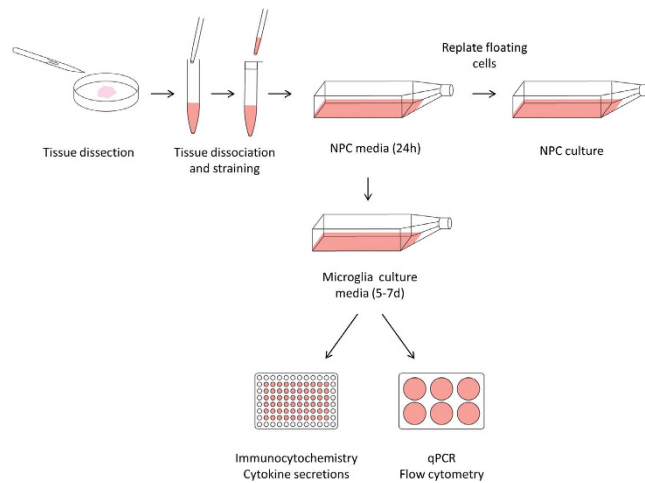 Replate floating
cells
Tissue dissection
Tissue dissociation
and straining
NPC media (24h)
NPC culture
Microglia culture
media (5-7d)
Immunocytochemistry
Cytokine secretions
qPCR
Flow cytometry